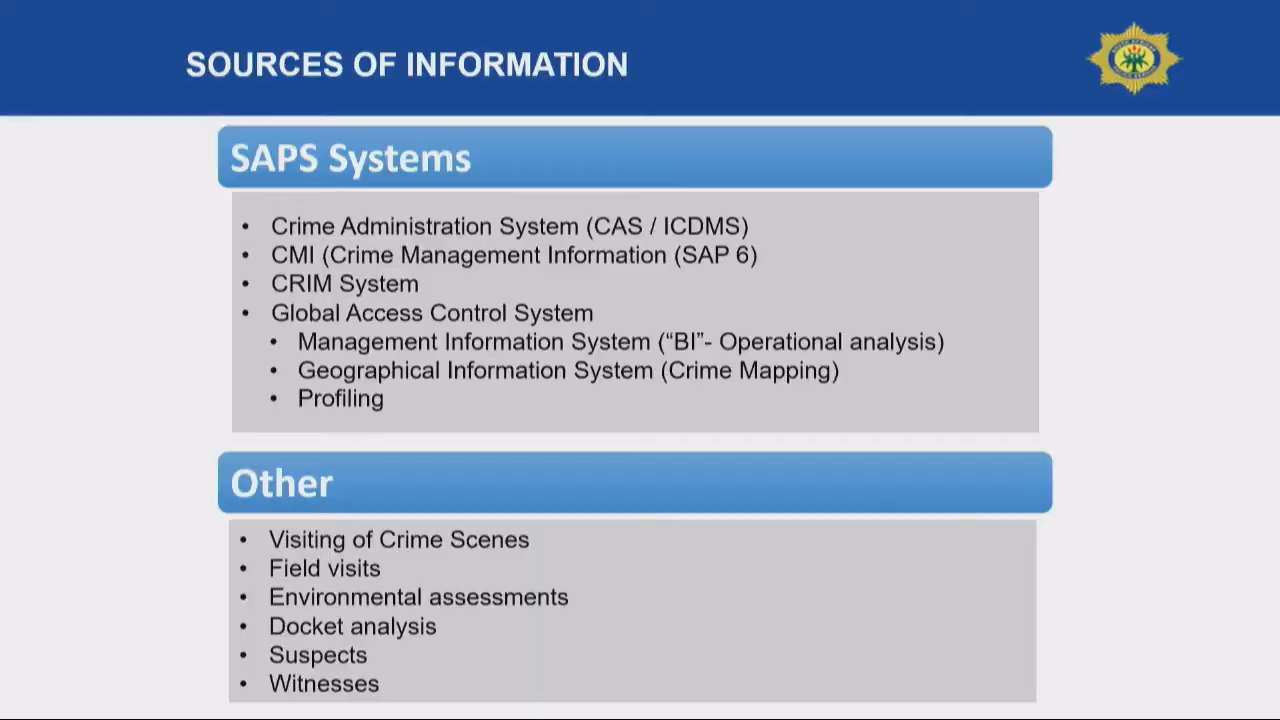 SOURCES OF INFORMATION
SAPS Systems
• Crime Administration System (CAS / ICDMS)
• CMI (Crime Management Information (SAP 6)
• CRIM System
• Global Access Control System
• Management Information System (“BI”- Operational analysis)
• Geographical Information System (Crime Mapping)
• Profiling
Other
• Visiting of Crime Scenes
• Field visits
• Environmental assessments
• Docket analysis
• Suspects
• Witnesses